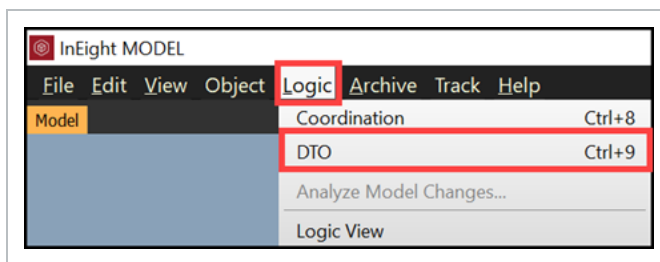 InEight MODEL
File Edit View Object Logic Archive Track Help
Model
Coordination Ctrl+8
DTO Ctrl+9
Analyze Model Changes...
Logic View